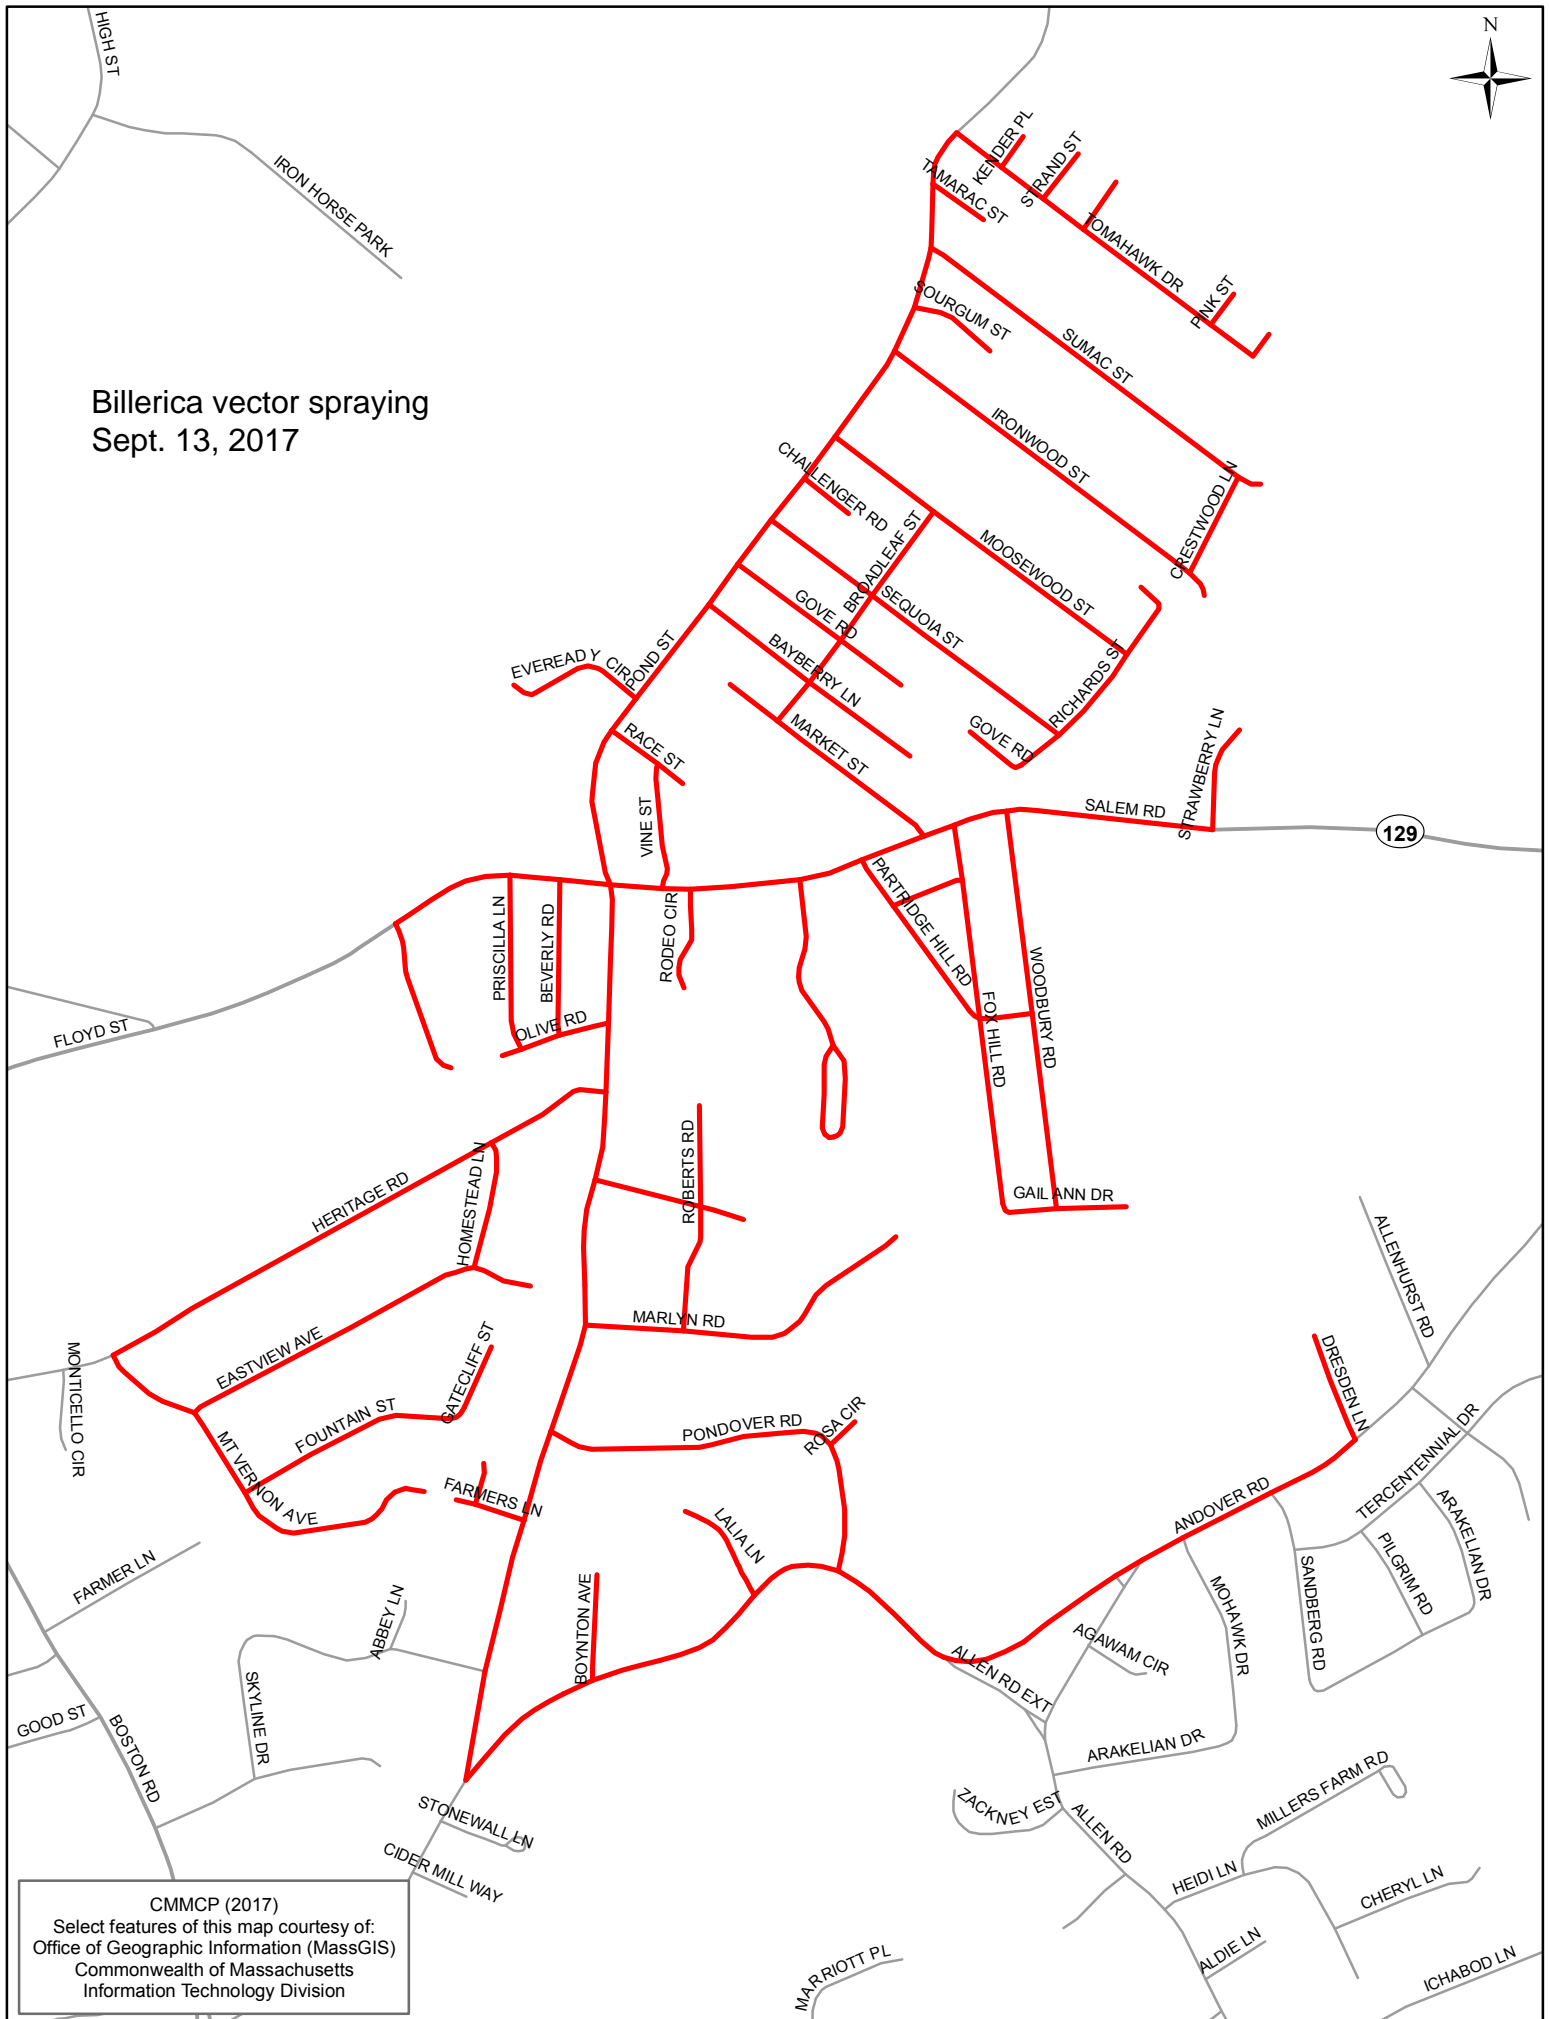 HIGH ST
N
IRON HORSE PARK
KENDER PL
STRAND ST
TAMARAC ST
TOMAHAWK DR
PINK ST
SOURGUM ST
SUMAC ST
Billerica vector spraying
Sept. 13, 2017
IRONWOOD ST
CHALLENGER RD
CRESTWOOD LN
BROADLEAF ST
MOOSEWOOD ST
SEQUOIA ST
GOVE RD
BAYBERRY LN
POND ST
EVEREADY CIR
RICHARDS ST
GOVE RD
MARKET ST
RACE ST
STRAWBERRY LN
SALEM RD
129
VINE ST
PARTRIDGE HILL RD
PRISCILLA LN
BEVERLY RD
RODEO CIR
WOODBURY RD
FOX HILL RD
OLIVE RD
FLOYD ST
ROBERTS RD
HERITAGE RD
HOMESTEAD LN
GAIL ANN DR
ALLENHURST RD
MARLYN RD
EASTVIEW AVE
GATECLIFF ST
MONTICELLO CIR
DRESDEN LN
FOUNTAIN ST
PONDOVER RD
ROSA CIR
MT VERNON AVE
TERCENTENNIAL DR
FARMERS LN
LALIA LN
ANDOVER RD
ARAKELIAN DR
PILGRIM RD
FARMER LN
SANDBERG RD
MOHAWK DR
ABBEY LN
BOYNTON AVE
AGAWAM CIR
ALLEN RD EXT
SKYLINE DR
GOOD ST
BOSTON RD
ARAKELIAN DR
MILLERS FARM RD
ZACKNEY EST
ALLEN RD
STONEWALL LN
CIDER MILL WAY
HEIDI LN
CHERYL LN
ALDIE LN
MARRIOTT PL
ICHABOD LN
CMMCP (2017)
Select features of this map courtesy of:
Office of Geographic Information (MassGIS)
Commonwealth of Massachusetts
Information Technology Division